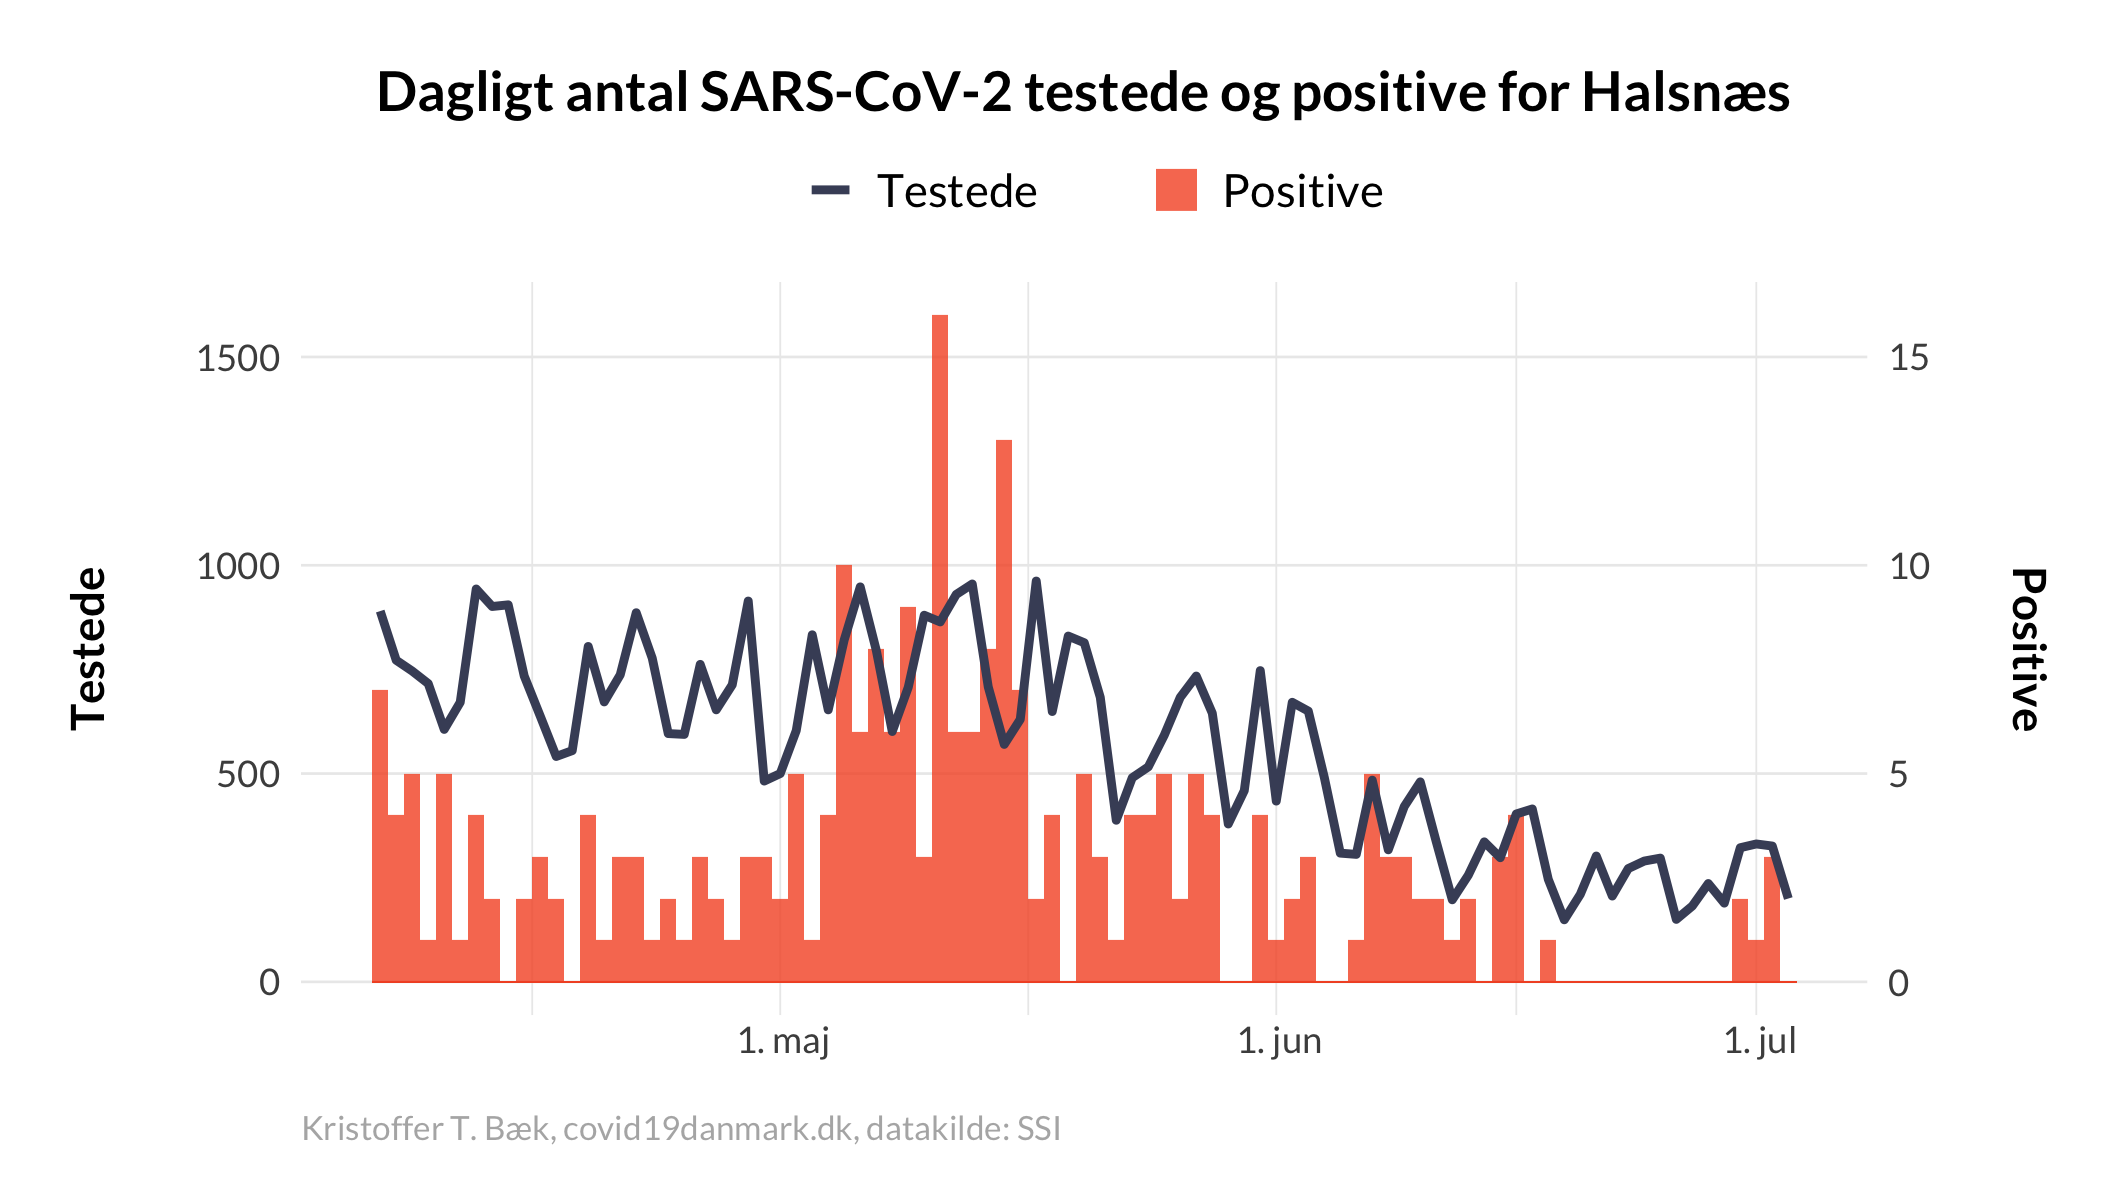 Dagligt antal SARS-CoV-2 testede og positive for Halsnæs
Testede
Positive
1500
1000
500
0
15
10
5
0
Testede
Positive
1. maj
1. jun
1. jul
Kristoffer T. Bæk, covid19danmark.dk, datakilde: SSI